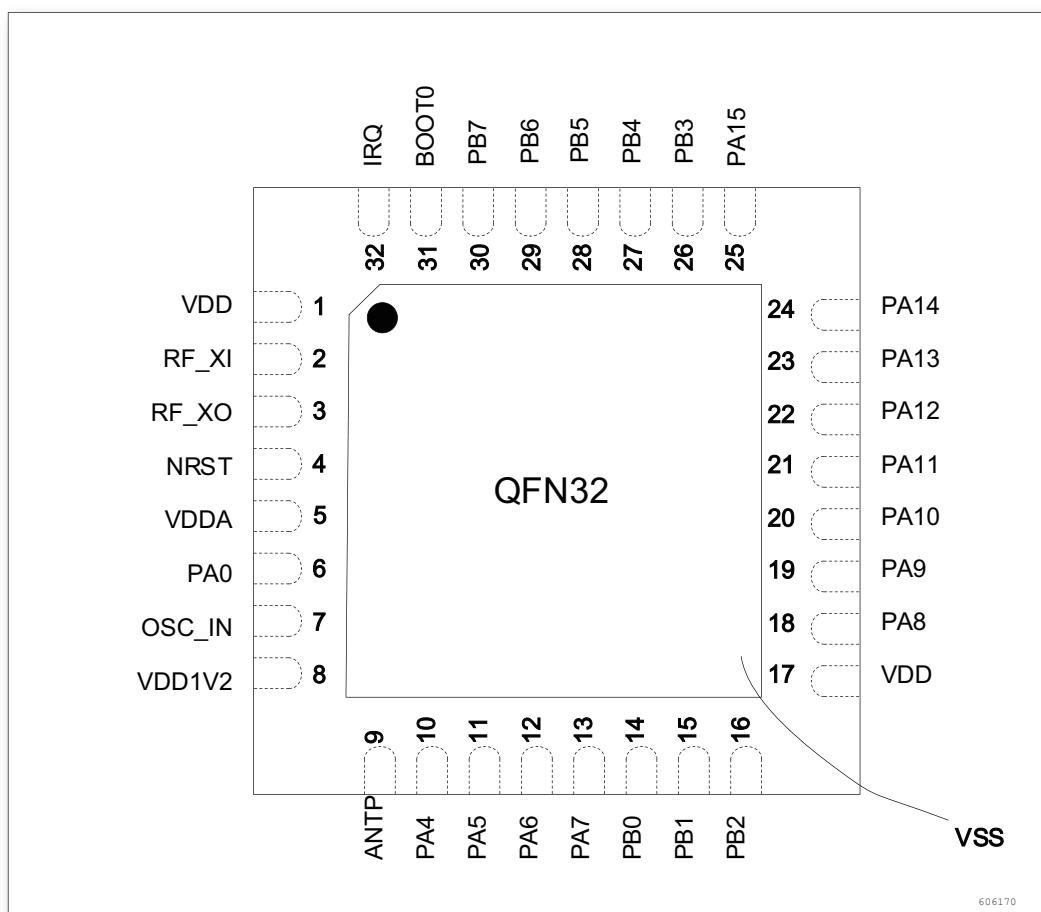 IRQ
BOOT0
PB7
PB6
PB5
PB4
PB3
PA15
32
31
30
29
28
27
26
25
VDD 1
RF_XI 2
RF_XO 3
NRST 4
VDDA 5
PA0 6
OSC_IN 7
VDD1V2 8
QFN32
24 PA14
23 PA13
22 PA12
21 PA11
20 PA10
19 PA9
18 PA8
17 VDD
9
10
11
12
13
14
15
16
ANTP
PA4
PA5
PA6
PA7
PB0
PB1
PB2
VSS
606170